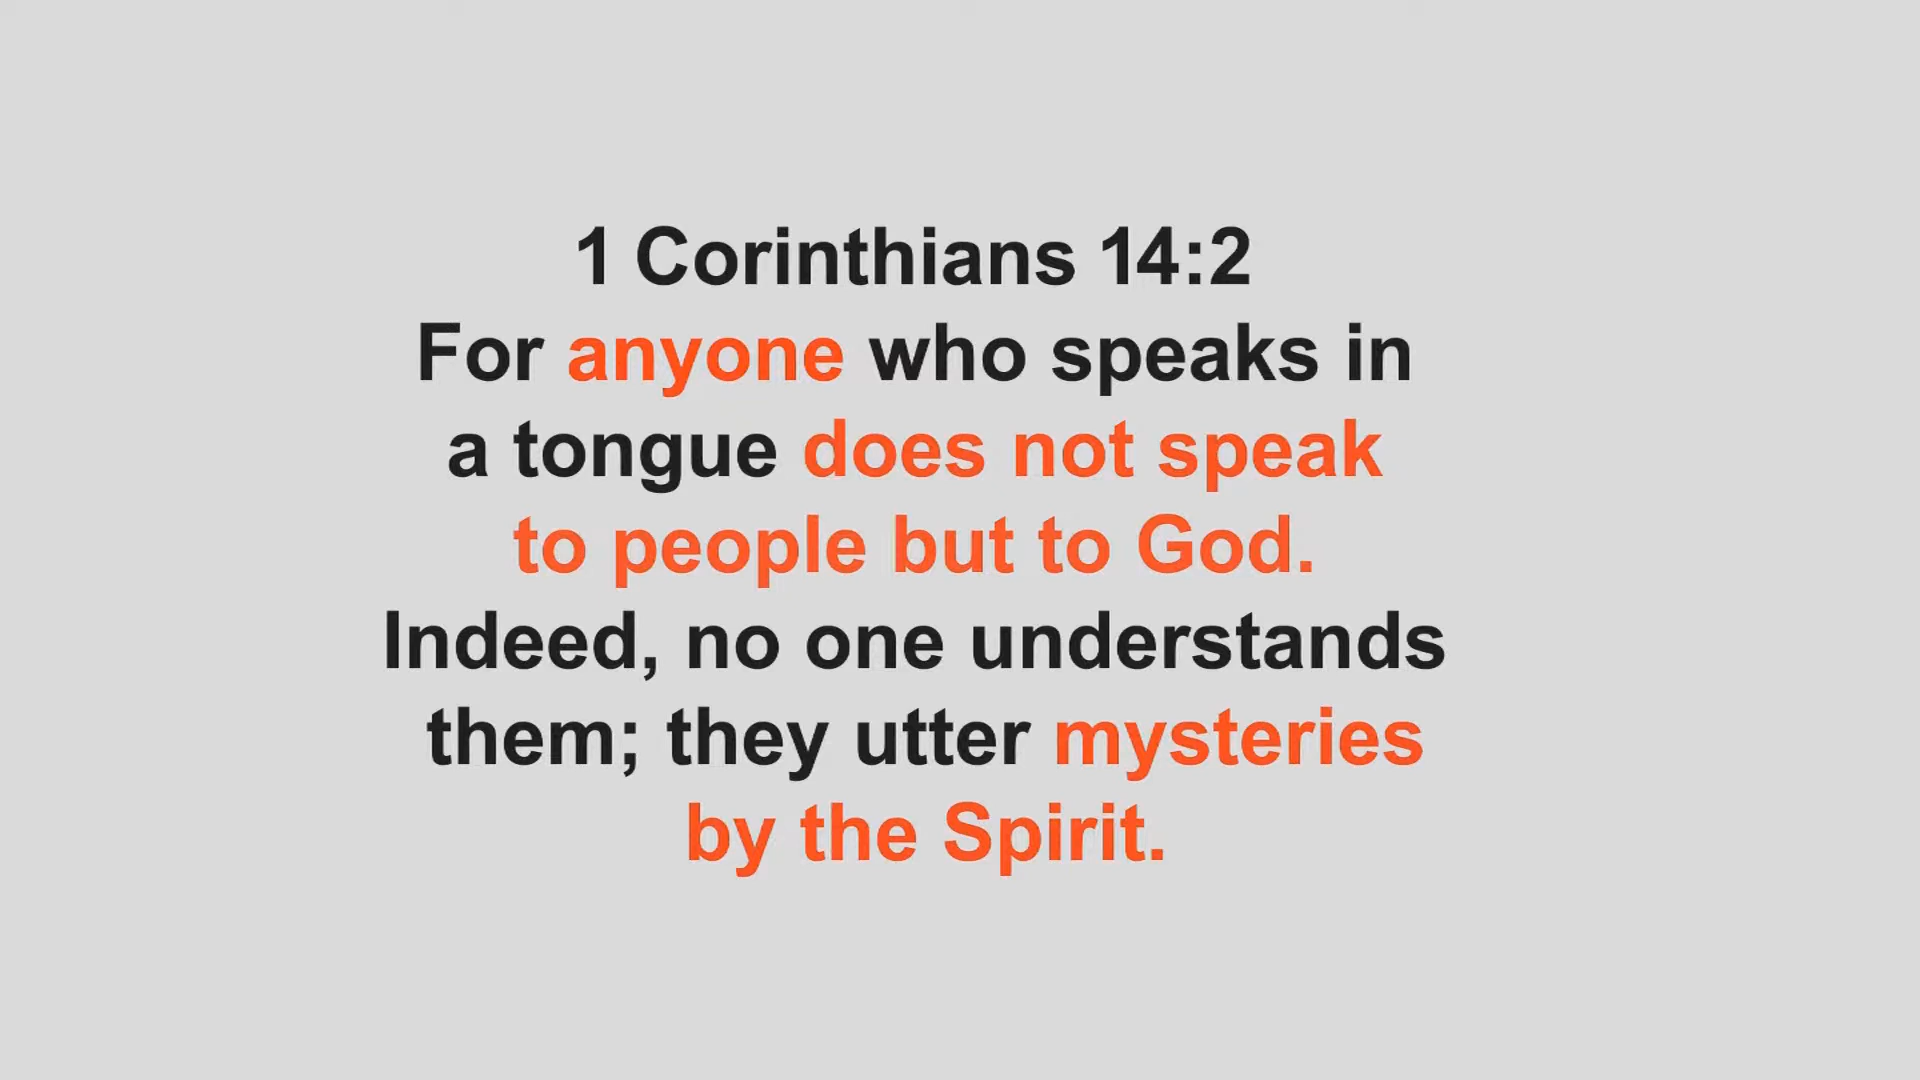 1 Corinthians 14:2
For anyone who speaks in
a tongue does not speak
to people but to God.
Indeed, no one understands
them; they utter mysteries
by the Spirit.